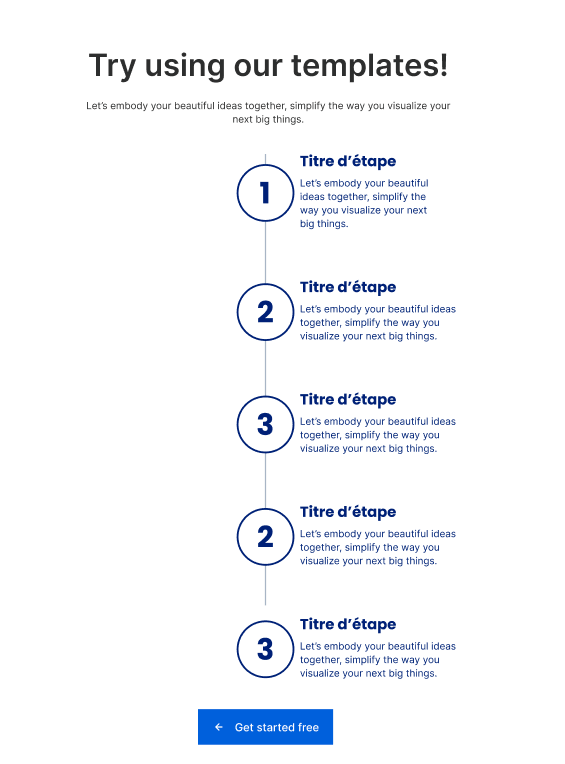 Try using our templates!
Let's embody your beautiful ideas together, simplify the way you visualize your
next big things.
1
Titre d’étape
Let's embody your beautiful
ideas together, simplify the
way you visualize your next
big things.
2
Titre d’étape
Let's embody your beautiful ideas
together, simplify the way you
visualize your next big things.
3
Titre d’étape
Let's embody your beautiful ideas
together, simplify the way you
visualize your next big things.
2
Titre d’étape
Let's embody your beautiful ideas
together, simplify the way you
visualize your next big things.
3
Titre d’étape
Let's embody your beautiful ideas
together, simplify the way you
visualize your next big things.
← Get started free